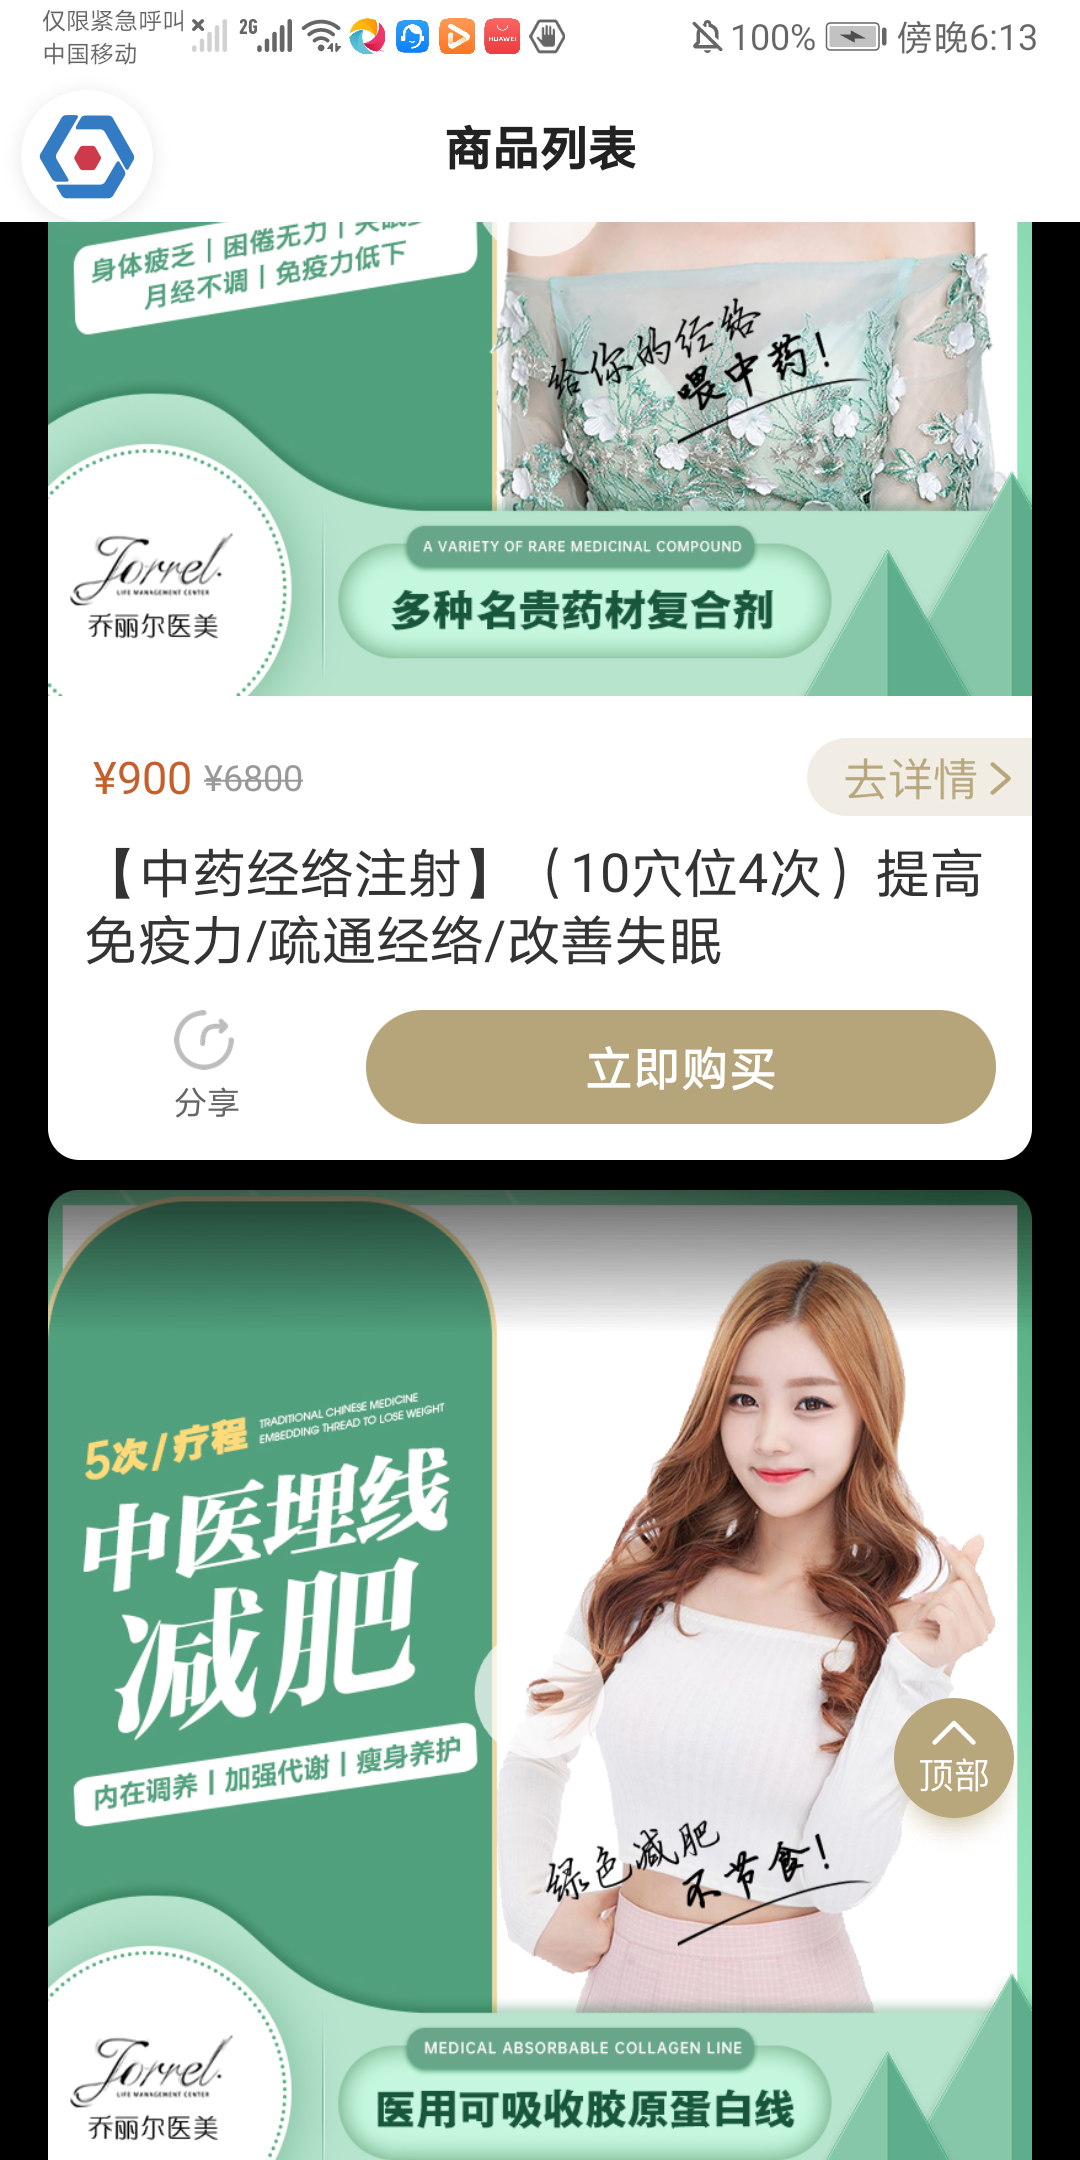 仅限紧急呼叫
中国移动
2G
HUAWEI
100%
傍晚6:13
商品列表
身体疲乏 | 困倦无力 |
月经不调 | 免疫力低下
给你的经络
喂中药!
Jorrel
LIFE MANAGEMENT CENTER
乔丽尔医美
A VARIETY OF RARE MEDICINAL COMPOUND
多种名贵药材复合剂
¥900 ¥6800
去详情
【中药经络注射】（10穴位4次）提高
免疫力/疏通经络/改善失眠
分享
立即购买
5次/疗程
TRADITIONAL CHINESE MEDICINE
EMBEDDING THREAD TO LOSE WEIGHT
中医埋线
减肥
内在调养 | 加强代谢 | 瘦身养护
绿色减肥
不节食!
顶部
Jorrel
LIFE MANAGEMENT CENTER
乔丽尔医美
MEDICAL ABSORBABLE COLLAGEN LINE
医用可吸收胶原蛋白线